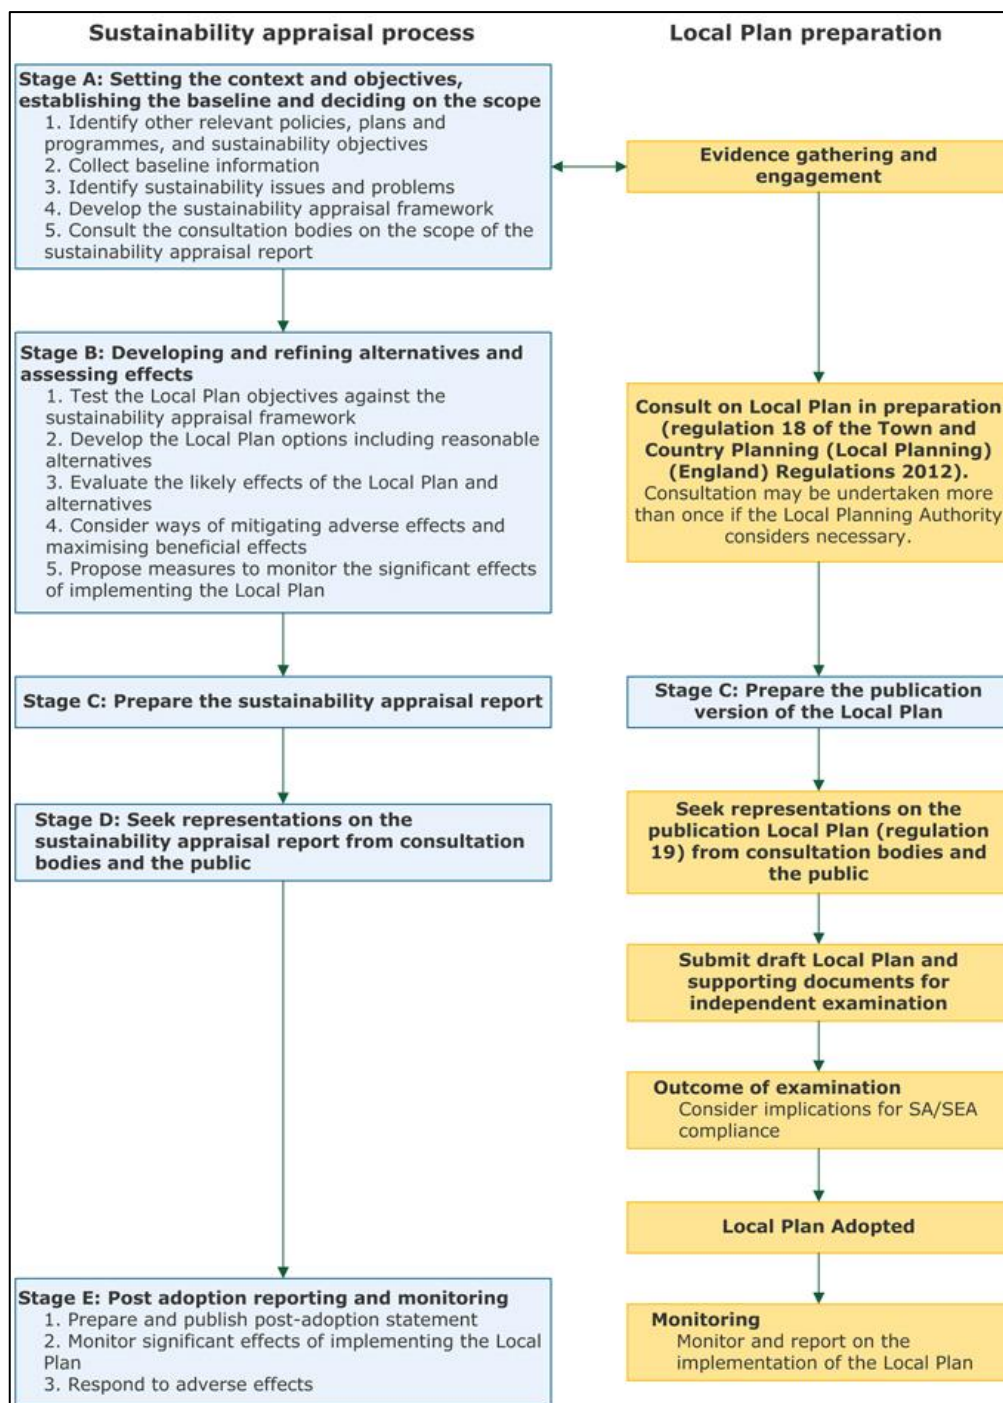 Sustainability appraisal process
Stage A: Setting the context and objectives,
establishing the baseline and deciding on the scope
1. Identify other relevant policies, plans and
programmes, and sustainability objectives
2. Collect baseline information
3. Identify sustainability issues and problems
4. Develop the sustainability appraisal framework
5. Consult the consultation bodies on the scope of the
sustainability appraisal report
Stage B: Developing and refining alternatives and
assessing effects
1. Test the Local Plan objectives against the
sustainability appraisal framework
2. Develop the Local Plan options including reasonable
alternatives
3. Evaluate the likely effects of the Local Plan and
alternatives
4. Consider ways of mitigating adverse effects and
maximising beneficial effects
5. Propose measures to monitor the significant effects
of implementing the Local Plan
Stage C: Prepare the sustainability appraisal report
Stage D: Seek representations on the
sustainability appraisal report from consultation
bodies and the public
Stage E: Post adoption reporting and monitoring
1. Prepare and publish post-adoption statement
2. Monitor significant effects of implementing the Local
Plan
3. Respond to adverse effects
Local Plan preparation
Evidence gathering and
engagement
Consult on Local Plan in preparation
(regulation 18 of the Town and
Country Planning (Local Planning)
(England) Regulations 2012).
Consultation may be undertaken more
than once if the Local Planning Authority
considers necessary.
Stage C: Prepare the publication
version of the Local Plan
Seek representations on the
publication Local Plan (regulation
19) from consultation bodies and
the public
Submit draft Local Plan and
supporting documents for
independent examination
Outcome of examination
Consider implications for SA/SEA
compliance
Local Plan Adopted
Monitoring
Monitor and report on the
implementation of the Local Plan